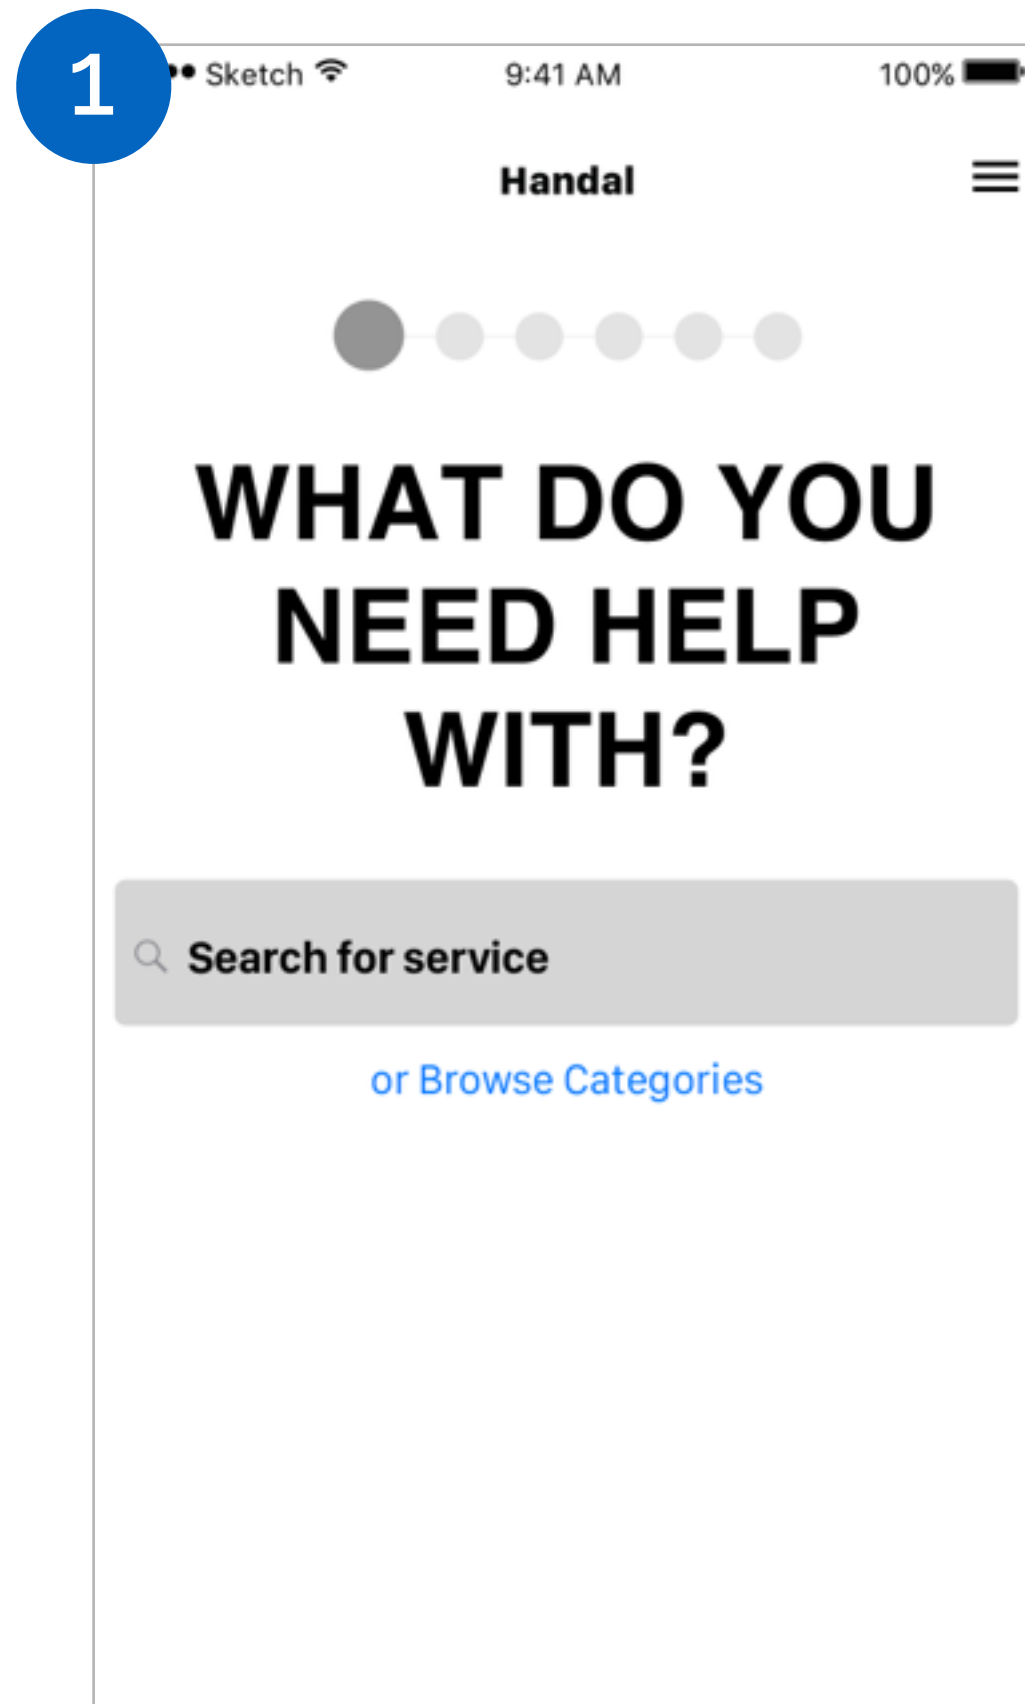 1
Sketch 9:41 AM 100%
Handal
WHAT DO YOU
NEED HELP
WITH?
Search for service
or Browse Categories